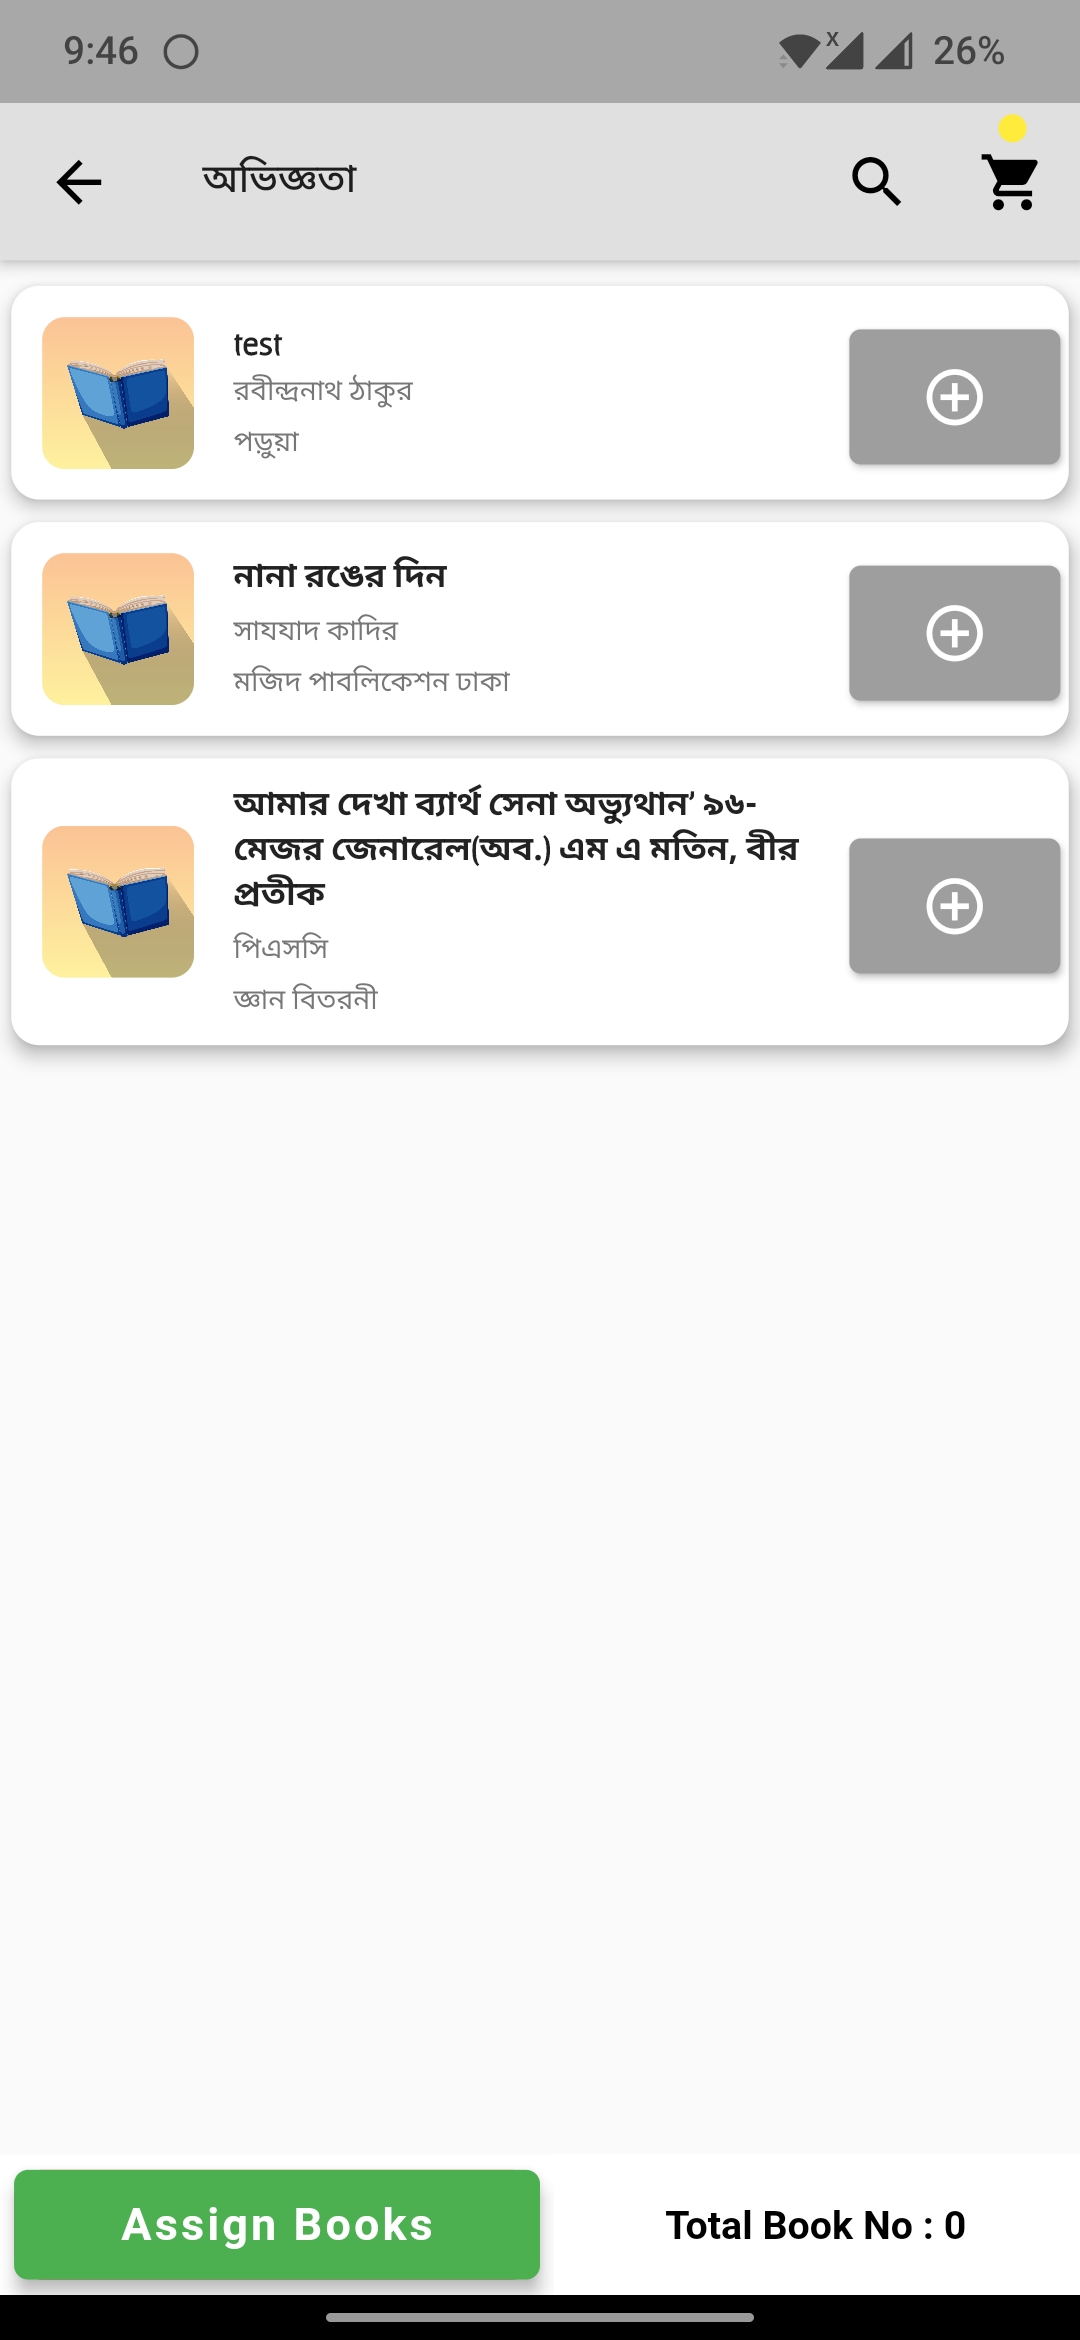 9:46
x
26%
অভিজ্ঞতা
test
রবীন্দ্রনাথ ঠাকুর
পড়ুয়া
নানা রঙের দিন
সাযযাদ কাদির
মজিদ পাবলিকেশন ঢাকা
আমার দেখা ব্যার্থ সেনা অভ্যুথান’ ৯৬-
মেজর জেনারেল(অব.) এম এ মতিন, বীর
প্রতীক
পিএসসি
জ্ঞান বিতরনী
Assign Books
Total Book No : 0